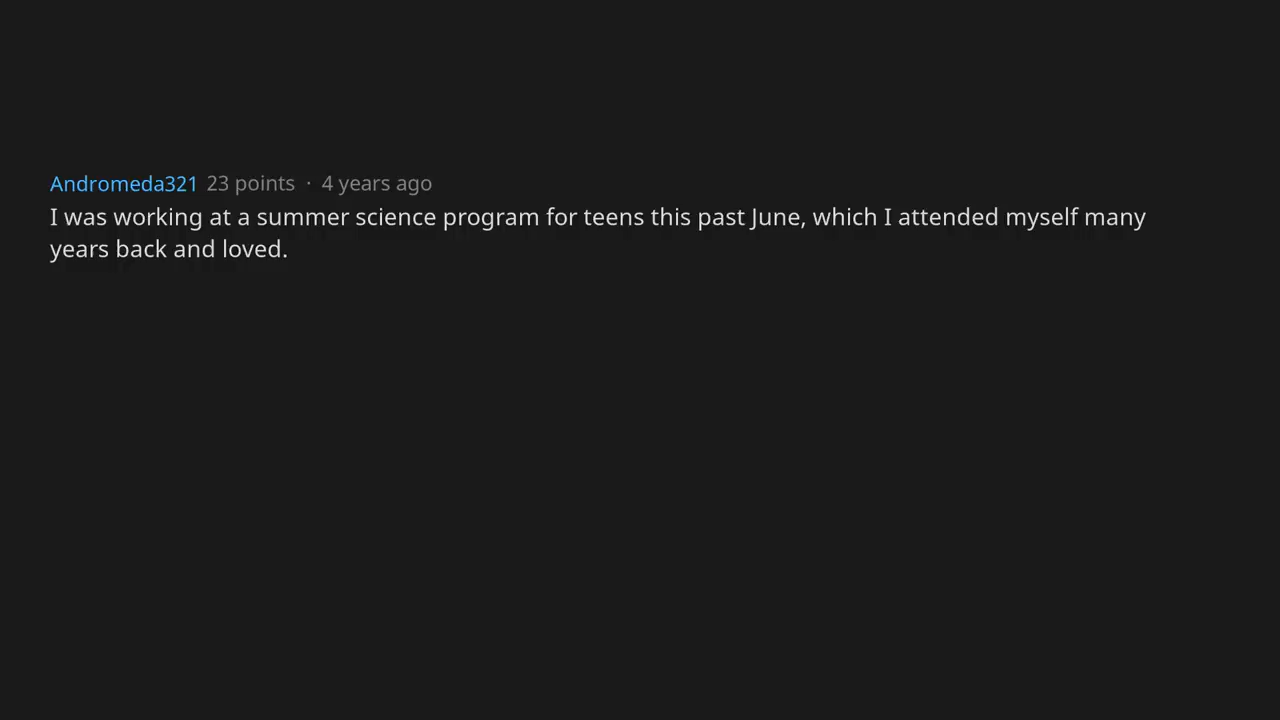 Andromeda321 23 points · 4 years ago
I was working at a summer science program for teens this past June, which I attended myself many
years back and loved.